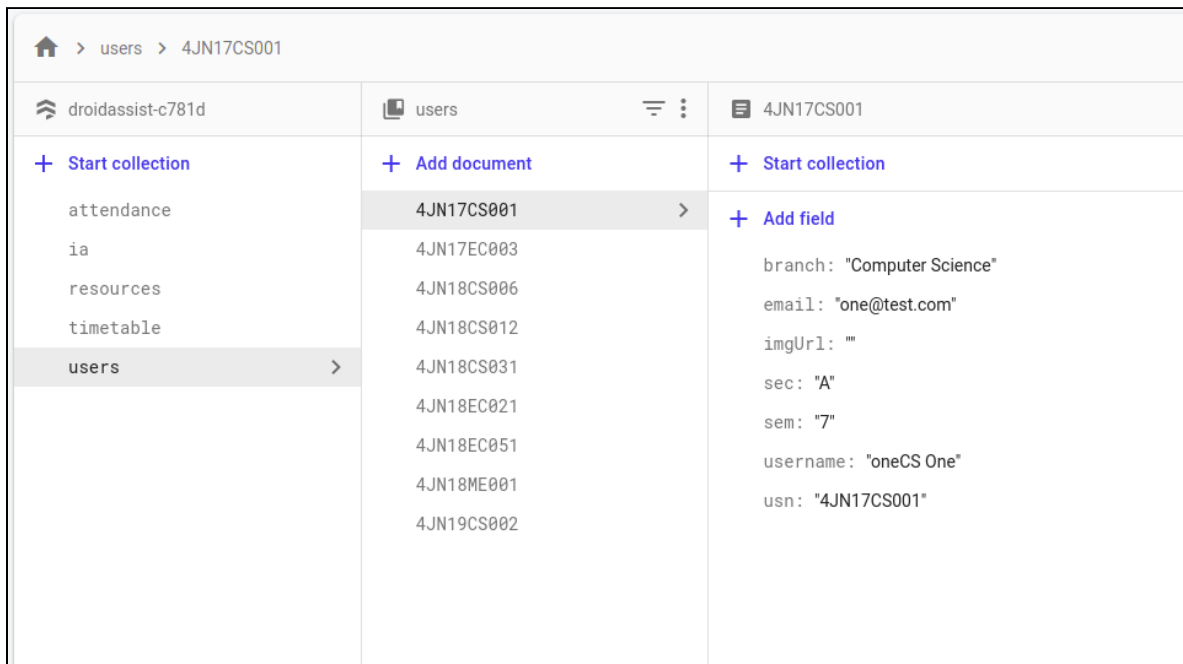 users > 4JN17CS001
droidassist-c781d
Start collection
attendance
ia
resources
timetable
users
users
Add document
4JN17CS001
4JN17EC003
4JN18CS006
4JN18CS012
4JN18CS031
4JN18EC021
4JN18EC051
4JN18ME001
4JN19CS002
4JN17CS001
Start collection
Add field
branch: "Computer Science"
email: "one@test.com"
imgUrl: ""
sec: "A"
sem: "7"
username: "oneCS One"
usn: "4JN17CS001"